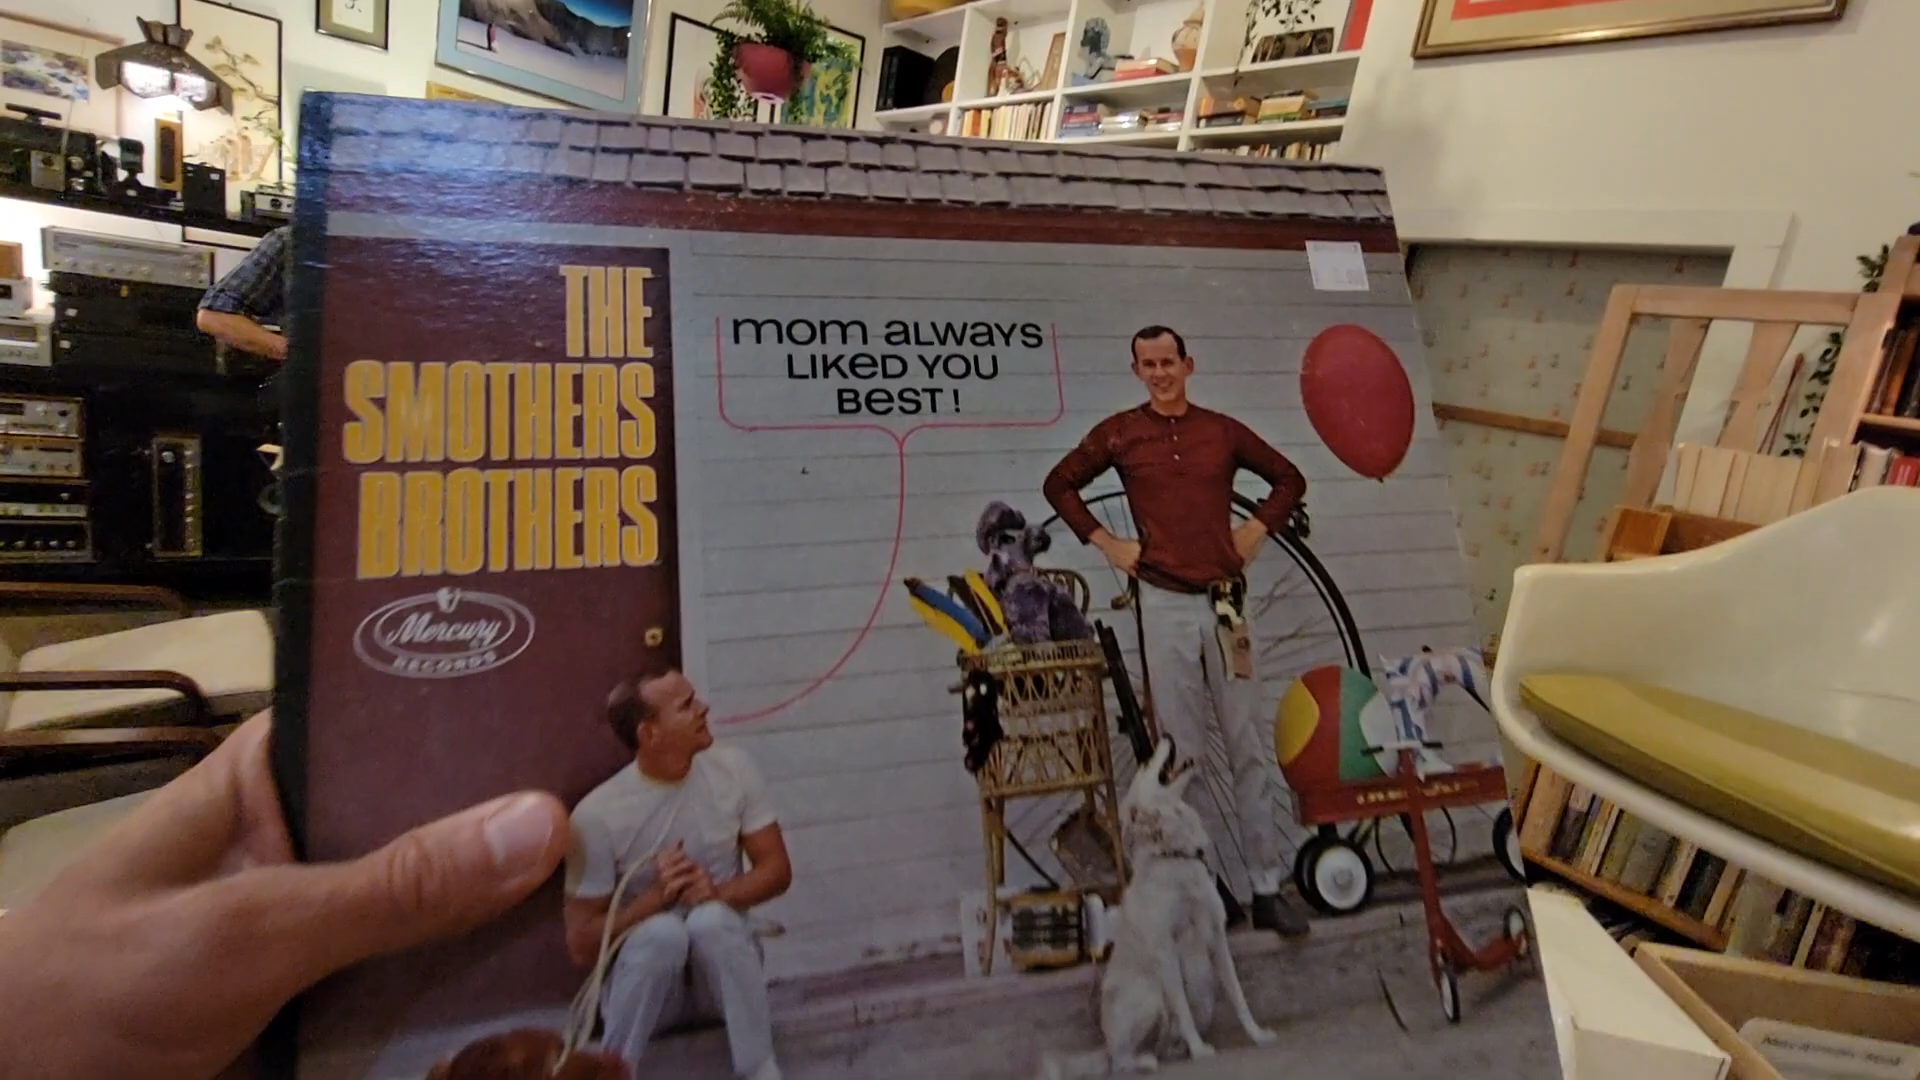 THE
SMOTHERS
BROTHERS
Mercury
RECORDS
mom ALWAYS
LIKED YOU
BEST!